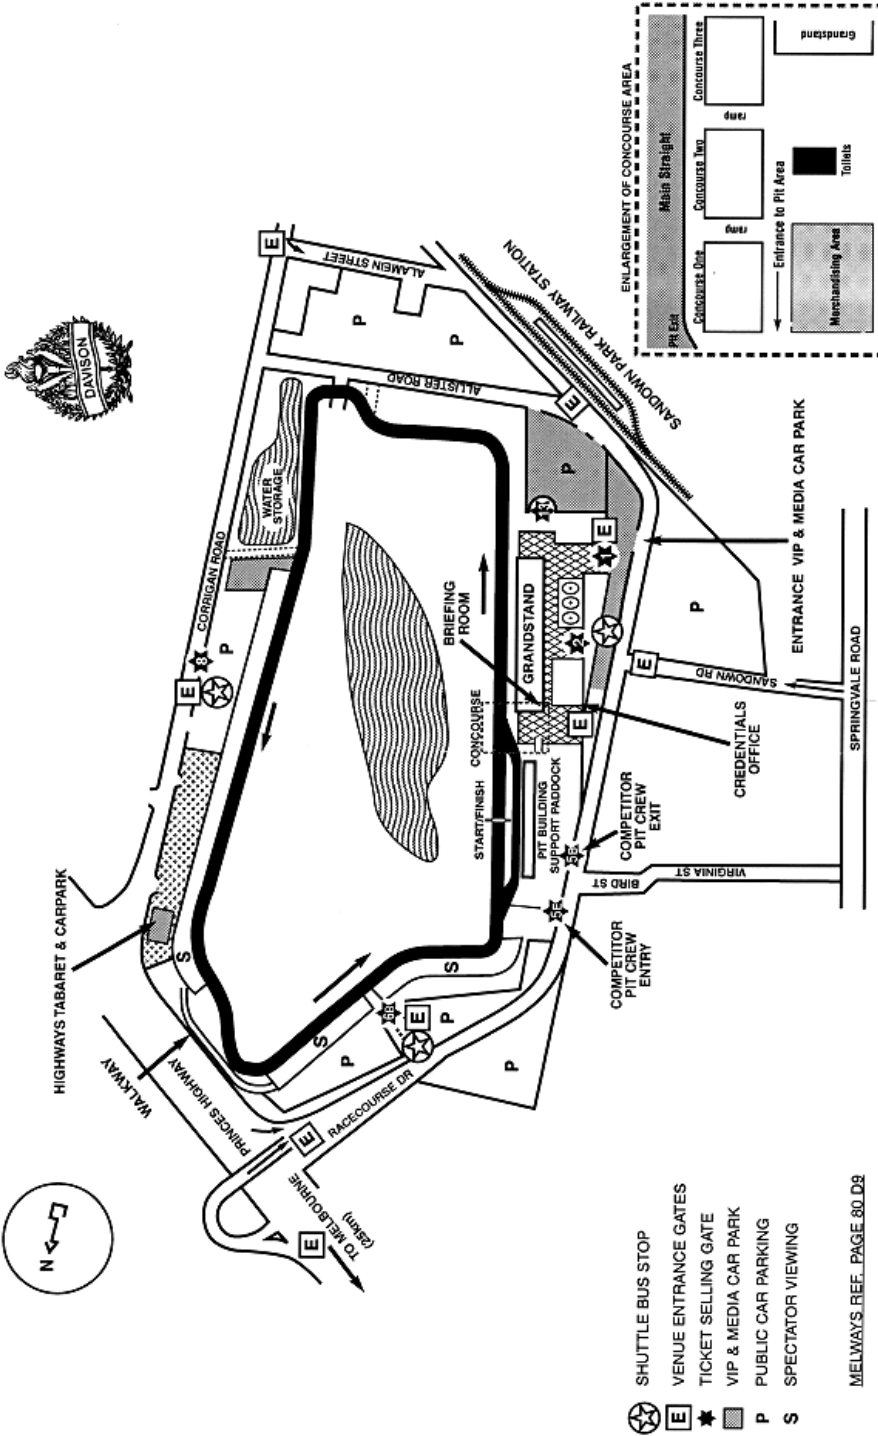 DAVISON
ENLARGEMENT OF CONCOURSE AREA
Main Straight
Pit Exit
Concourse One
ramp
Concourse Two
ramp
Concourse Three
Entrance to Pit Area
Merchandising Area
Toilets
Grandstand
HIGHWAYS TABARET & CARPARK
WALKWAY
PRINCES HIGHWAY
RACECOURSE DR
TO MELBOURNE
(25km)
N
CORRIGAN ROAD
WATER
STORAGE
ALLISTER ROAD
ALAMEIN STREET
SANDOWN PARK RAILWAY STATION
START/FINISH
CONCOURSE
BRIEFING
ROOM
GRANDSTAND
PIT BUILDING
SUPPORT PADDOCK
COMPETITOR
PIT CREW
EXIT
COMPETITOR
PIT CREW
ENTRY
CREDENTIALS
OFFICE
ENTRANCE VIP & MEDIA CAR PARK
BIRD ST
VIRGINIA ST
SANDOWN RD
SPRINGVALE ROAD
E
E
E
E
E
E
E
E
E
P
P
P
P
P
P
P
P
S
S
S
8
1
2
SHUTTLE BUS STOP
E VENUE ENTRANCE GATES
TICKET SELLING GATE
VIP & MEDIA CAR PARK
P PUBLIC CAR PARKING
S SPECTATOR VIEWING
MELWAYS REF. PAGE 80 D9